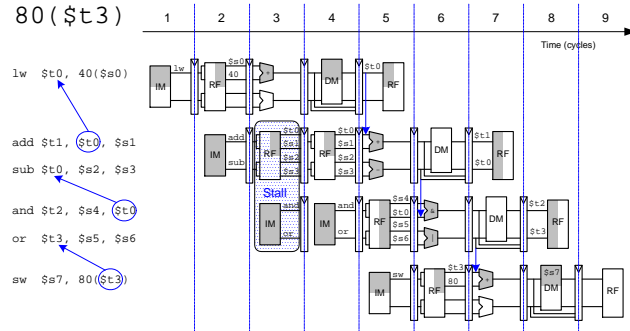 80($t3)
1 2 3 4 5 6 7 8 9
Time (cycles)
lw $t0, 40($s0)
IM lw RF $s0 40 + DM $t0 RF
add $t1, $t0, $s1
sub $t0, $s2, $s3
IM add sub RF $t0 $s1 $s2 $s3 RF $t0 $s1 $s2 $s3 + - DM $t1 $t0 RF
Stall
and $t2, $s4, $t0
or $t3, $s5, $s6
IM and or IM and or RF $s4 $t0 $s5 $s6 & | DM $t2 $t3 RF
sw $s7, 80($t3)
IM sw RF $t3 80 + $s7 DM RF